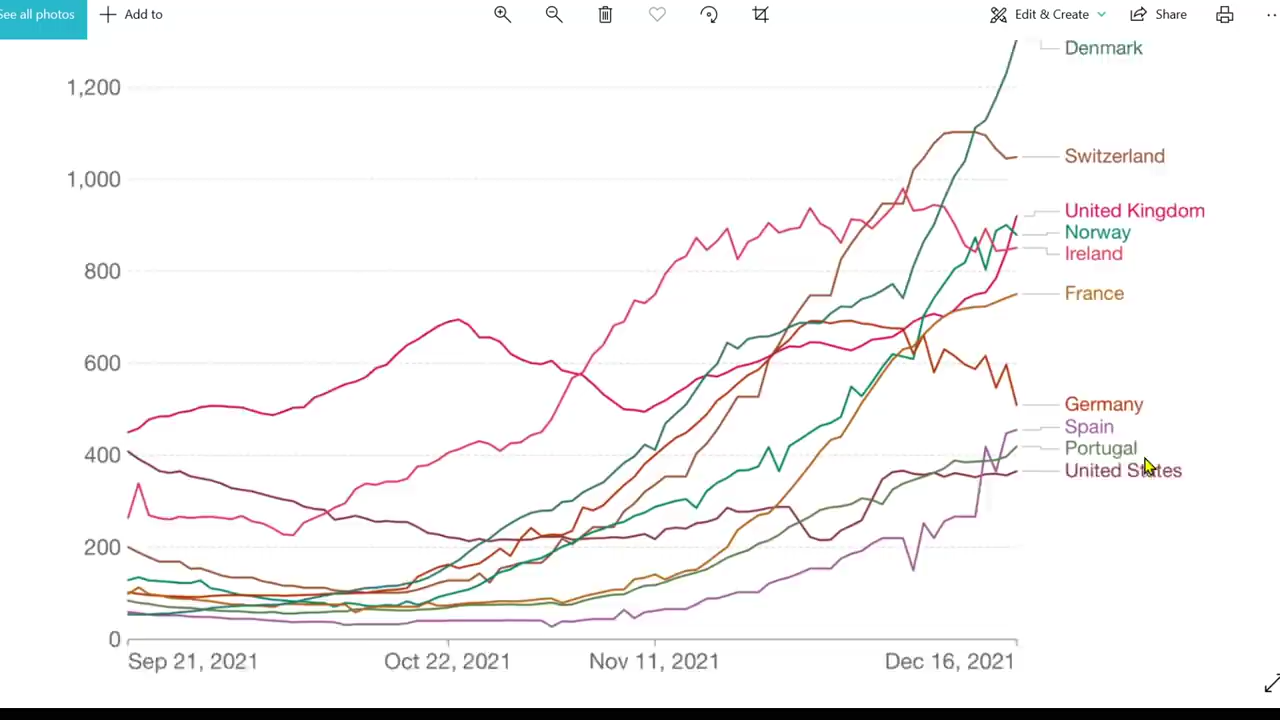 See all photos
Add to
Edit & Create
Share
Denmark
1,200
Switzerland
1,000
United Kingdom
Norway
Ireland
800
France
600
Germany
Spain
Portugal
400
United States
200
0
Sep 21, 2021
Oct 22, 2021
Nov 11, 2021
Dec 16, 2021